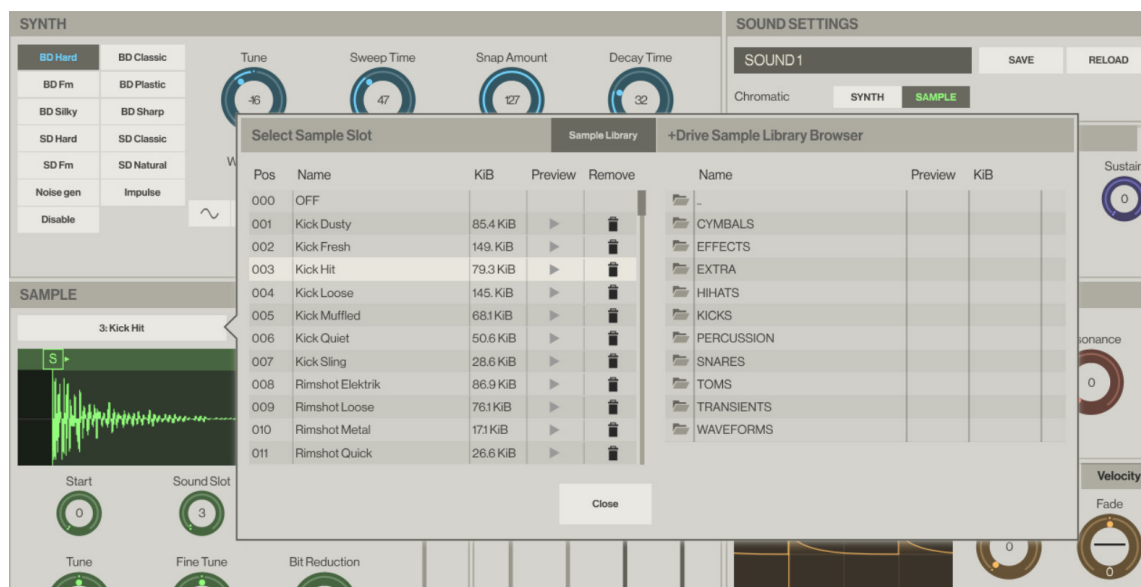 SYNTH
SOUND SETTINGS
BD Hard BD Classic
BD Fm BD Plastic
BD Silky BD Sharp
SD Hard SD Classic
SD Fm SD Natural
Noise gen Impulse
Disable
Tune Sweep Time Snap Amount Decay Time
-16 47 127 32
SOUND 1 SAVE RELOAD
Chromatic SYNTH SAMPLE
Select Sample Slot Sample Library +Drive Sample Library Browser
Pos Name KiB Preview Remove Name Preview KiB
000 OFF ..
001 Kick Dusty 85.4 KiB CYMBALS
002 Kick Fresh 149. KiB EFFECTS
003 Kick Hit 79.3 KiB EXTRA
004 Kick Loose 145. KiB HIHATS
005 Kick Muffled 68.1 KiB KICKS
006 Kick Quiet 50.6 KiB PERCUSSION
007 Kick Sling 28.6 KiB SNARES
008 Rimshot Elektrik 86.9 KiB TOMS
009 Rimshot Loose 76.1 KiB TRANSIENTS
010 Rimshot Metal 17.1 KiB WAVEFORMS
011 Rimshot Quick 26.6 KiB
Close
Sustain
0
SAMPLE
3: Kick Hit
S
onance
0
Start Sound Slot
0 3
Tune Fine Tune Bit Reduction
Velocity
Fade
0
0